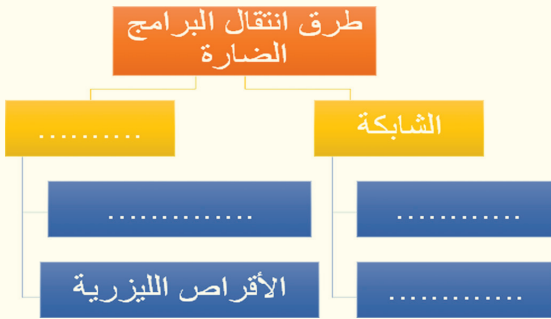 طرق انتقال البرامج
الضارة
الشابكة
..........
............
..............
.............
الأقراص الليزرية